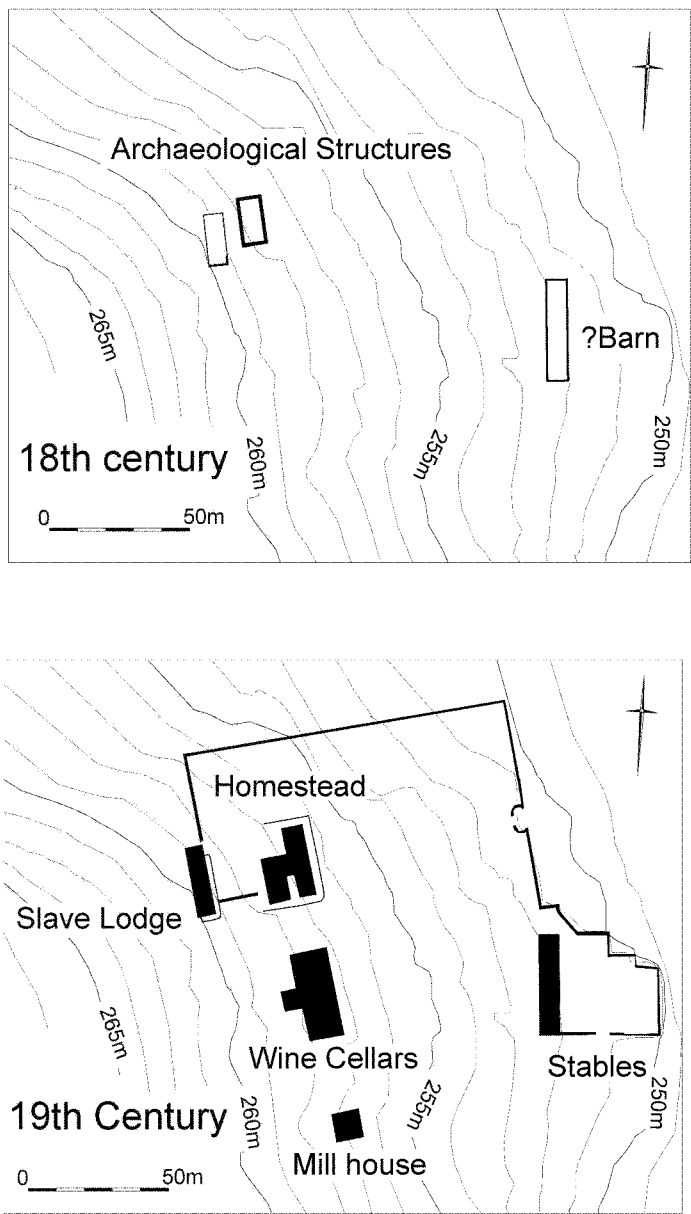 Archaeological Structures
?Barn
265m
18th century
260m
255m
250m
0 50m
Homestead
Slave Lodge
265m
Wine Cellars
Stables
19th Century
260m
255m
250m
Mill house
0 50m